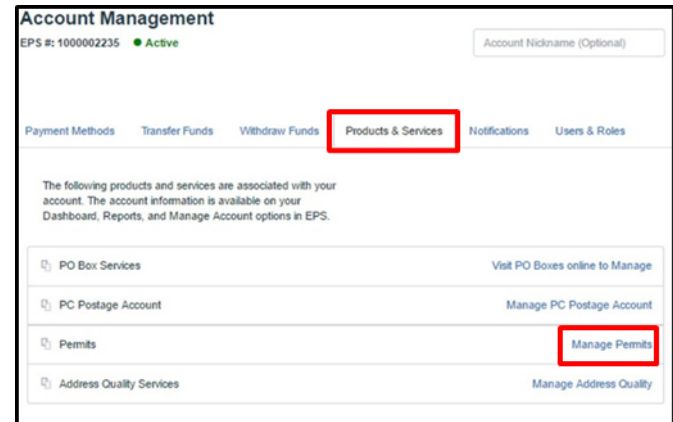 Account Management
EPS #: 1000002235 Active
Account Nickname (Optional)
Payment Methods Transfer Funds Withdraw Funds Products & Services Notifications Users & Roles
The following products and services are associated with your
account. The account information is available on your
Dashboard, Reports, and Manage Account options in EPS.
PO Box Services Visit PO Boxes online to Manage
PC Postage Account Manage PC Postage Account
Permits Manage Permits
Address Quality Services Manage Address Quality